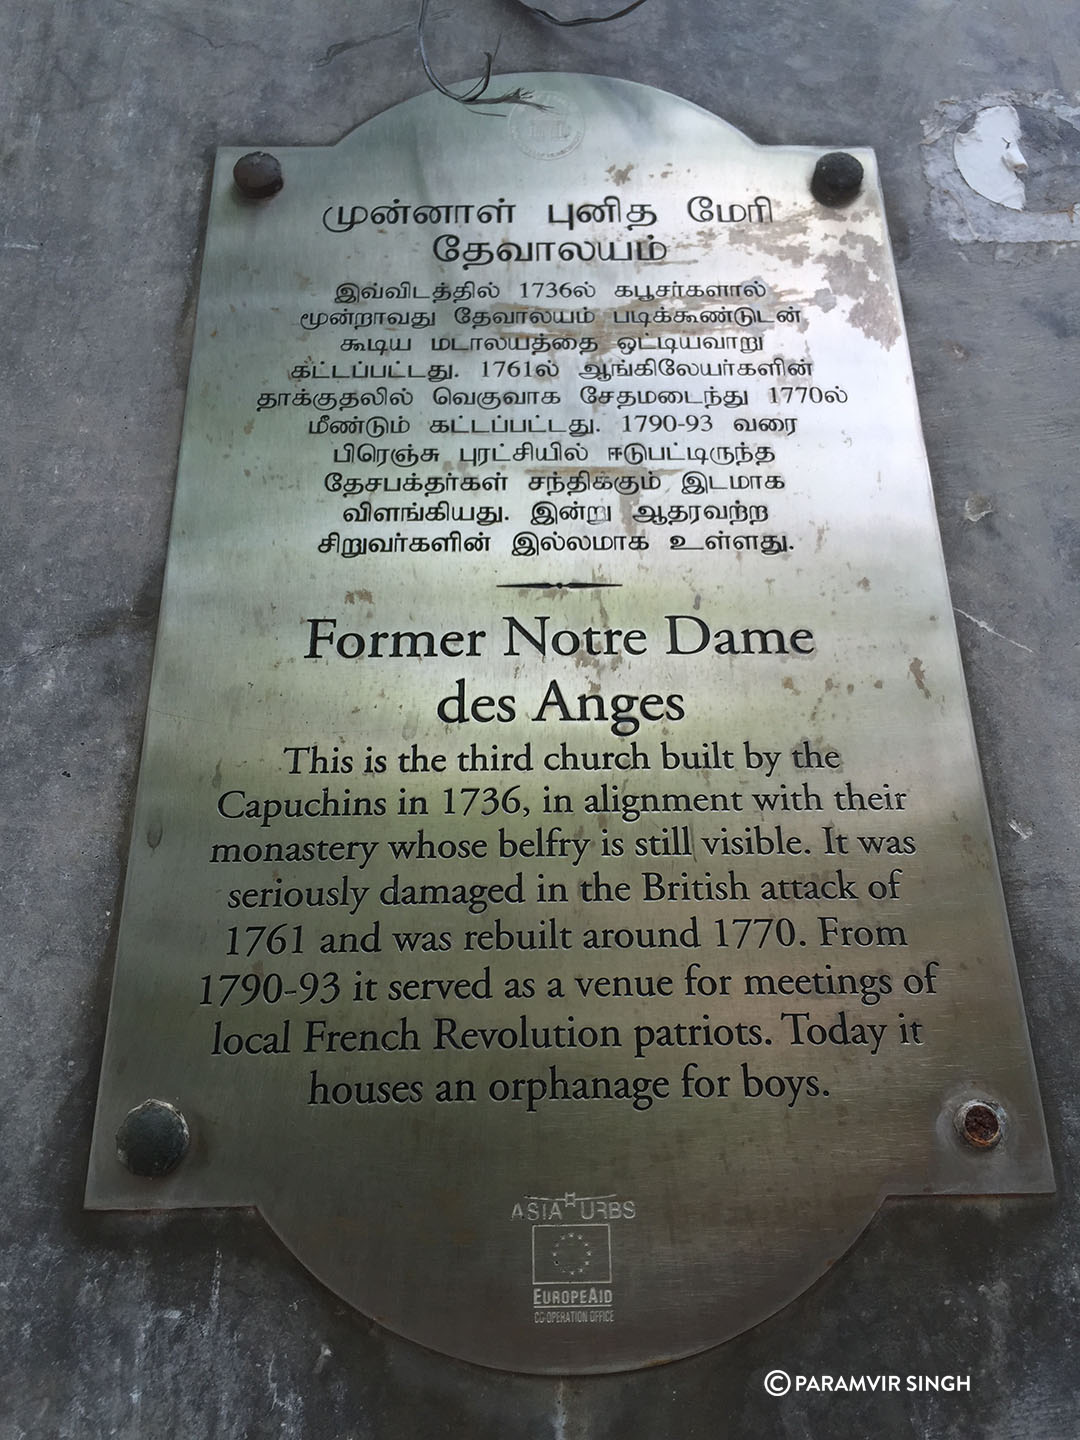 முன்னாள் புனித மேரி
தேவாலயம்
இவ்விடத்தில் 1736ல் கபூசர்களால்
மூன்றாவது தேவாலயம் படிக்கூண்டுடன்
கூடிய மடாலயத்தை ஒட்டியவாறு
கட்டப்பட்டது. 1761ல் ஆங்கிலேயர்களின்
தாக்குதலில் வெகுவாக சேதமடைந்து 1770ல்
மீண்டும் கட்டப்பட்டது. 1790-93 வரை
பிரெஞ்சு புரட்சியில் ஈடுபட்டிருந்த
தேசபக்தர்கள் சந்திக்கும் இடமாக
விளங்கியது. இன்று ஆதரவற்ற
சிறுவர்களின் இல்லமாக உள்ளது.
Former Notre Dame
des Anges
This is the third church built by the
Capuchins in 1736, in alignment with their
monastery whose belfry is still visible. It was
seriously damaged in the British attack of
1761 and was rebuilt around 1770. From
1790-93 it served as a venue for meetings of
local French Revolution patriots. Today it
houses an orphanage for boys.
ASIA URBS
EUROPEAID
CO-OPERATION OFFICE
© PARAMVIR SINGH